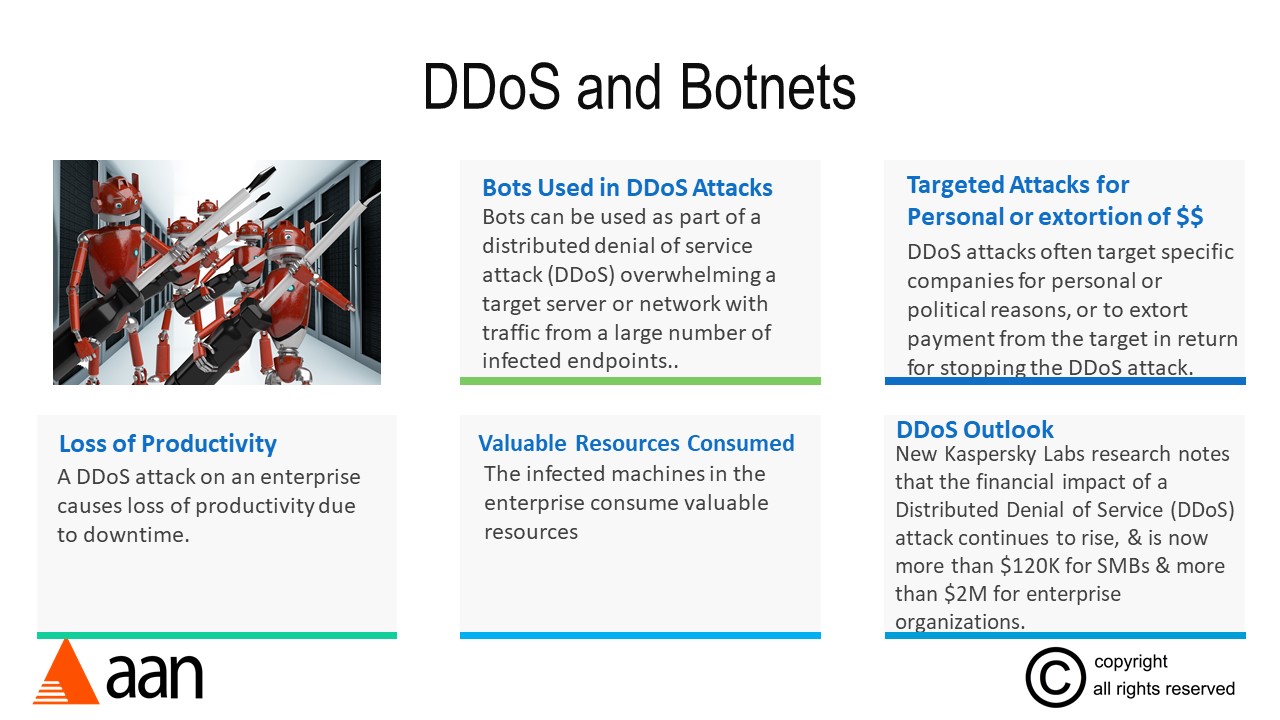 DDoS and Botnets
Bots Used in DDoS Attacks
Bots can be used as part of a
distributed denial of service
attack (DDoS) overwhelming a
target server or network with
traffic from a large number of
infected endpoints..
Targeted Attacks for
Personal or extortion of $$
DDoS attacks often target specific
companies for personal or
political reasons, or to extort
payment from the target in return
for stopping the DDoS attack.
Loss of Productivity
A DDoS attack on an enterprise
causes loss of productivity due
to downtime.
Valuable Resources Consumed
The infected machines in the
enterprise consume valuable
resources
DDoS Outlook
New Kaspersky Labs research notes
that the financial impact of a
Distributed Denial of Service (DDoS)
attack continues to rise, & is now
more than $120K for SMBs & more
than $2M for enterprise
organizations.
aan
©
copyright
all rights reserved